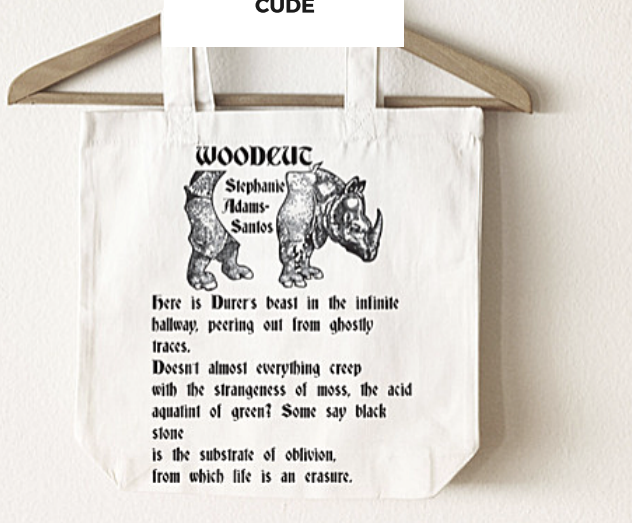 CUDE
WOODCUT
Stephanie
Adams-
Santos
Here is Durer's beast in the infinite
hallway, peering out from ghostly
traces.
Doesn't almost everything creep
with the strangeness of moss, the acid
aquatint of green? Some say black
stone
is the substrate of oblivion,
from which life is an erasure.